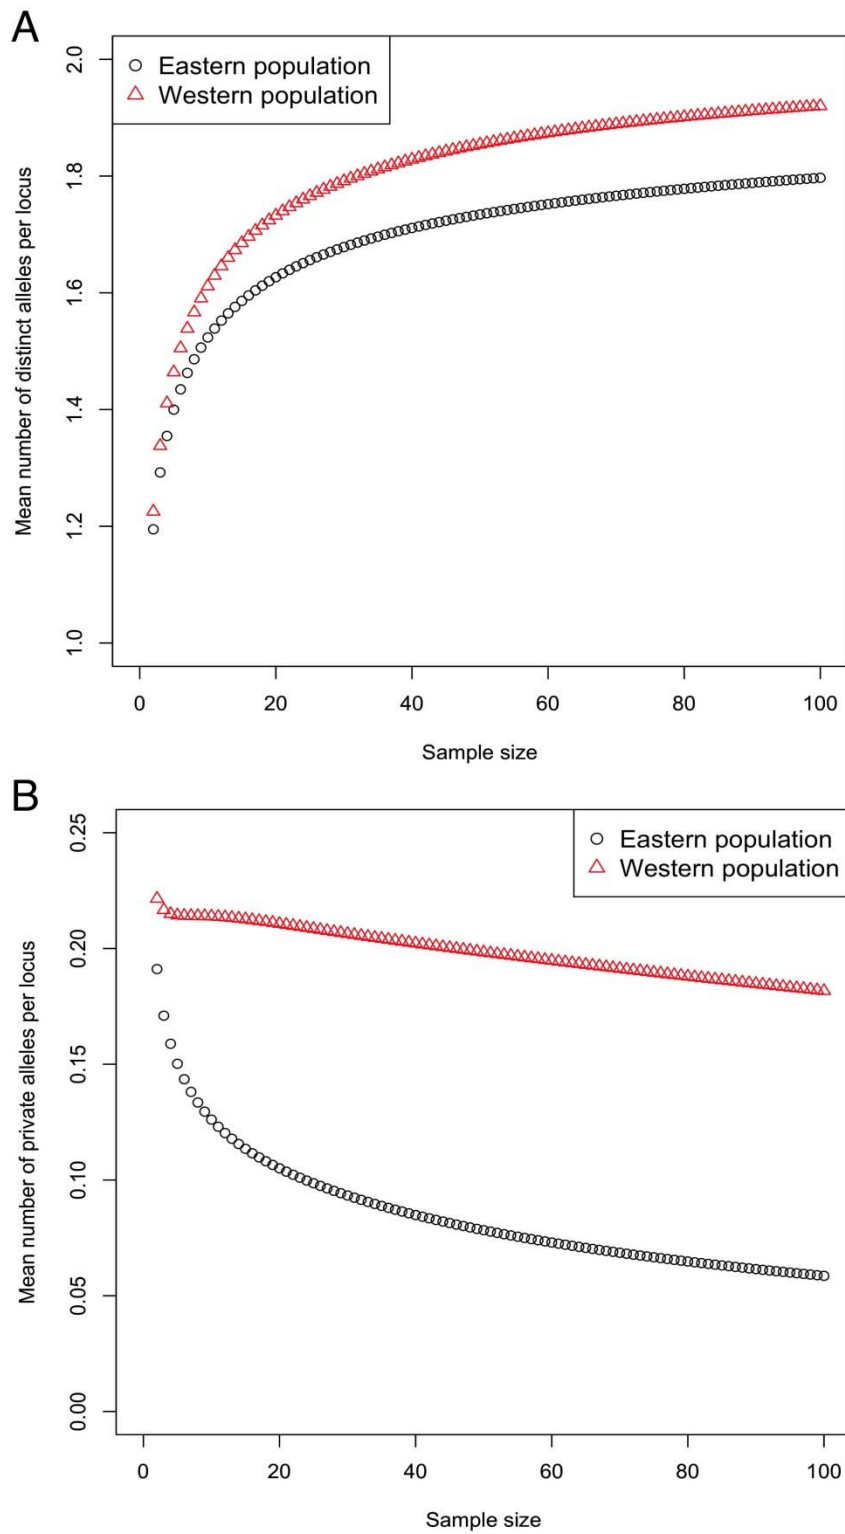 A
Eastern population
Western population
Mean number of distinct alleles per locus
2.0
1.8
1.6
1.4
1.2
1.0
0 20 40 60 80 100
Sample size
B
Eastern population
Western population
Mean number of private alleles per locus
0.25
0.20
0.15
0.10
0.05
0.00
0 20 40 60 80 100
Sample size